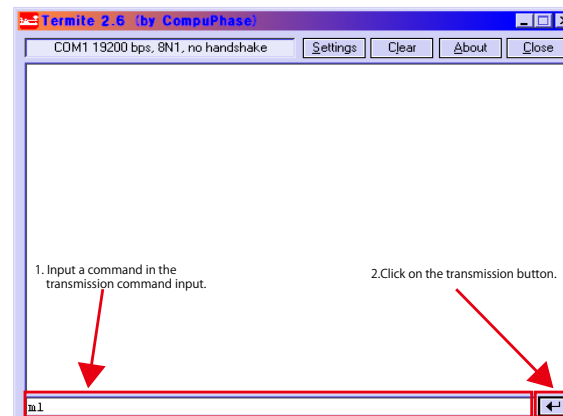 Termite 2.6 (by CompuPhase)
COM1 19200 bps, 8N1, no handshake
Settings
Clear
About
Close
1. Input a command in the
transmission command input.
2.Click on the transmission button.
m1